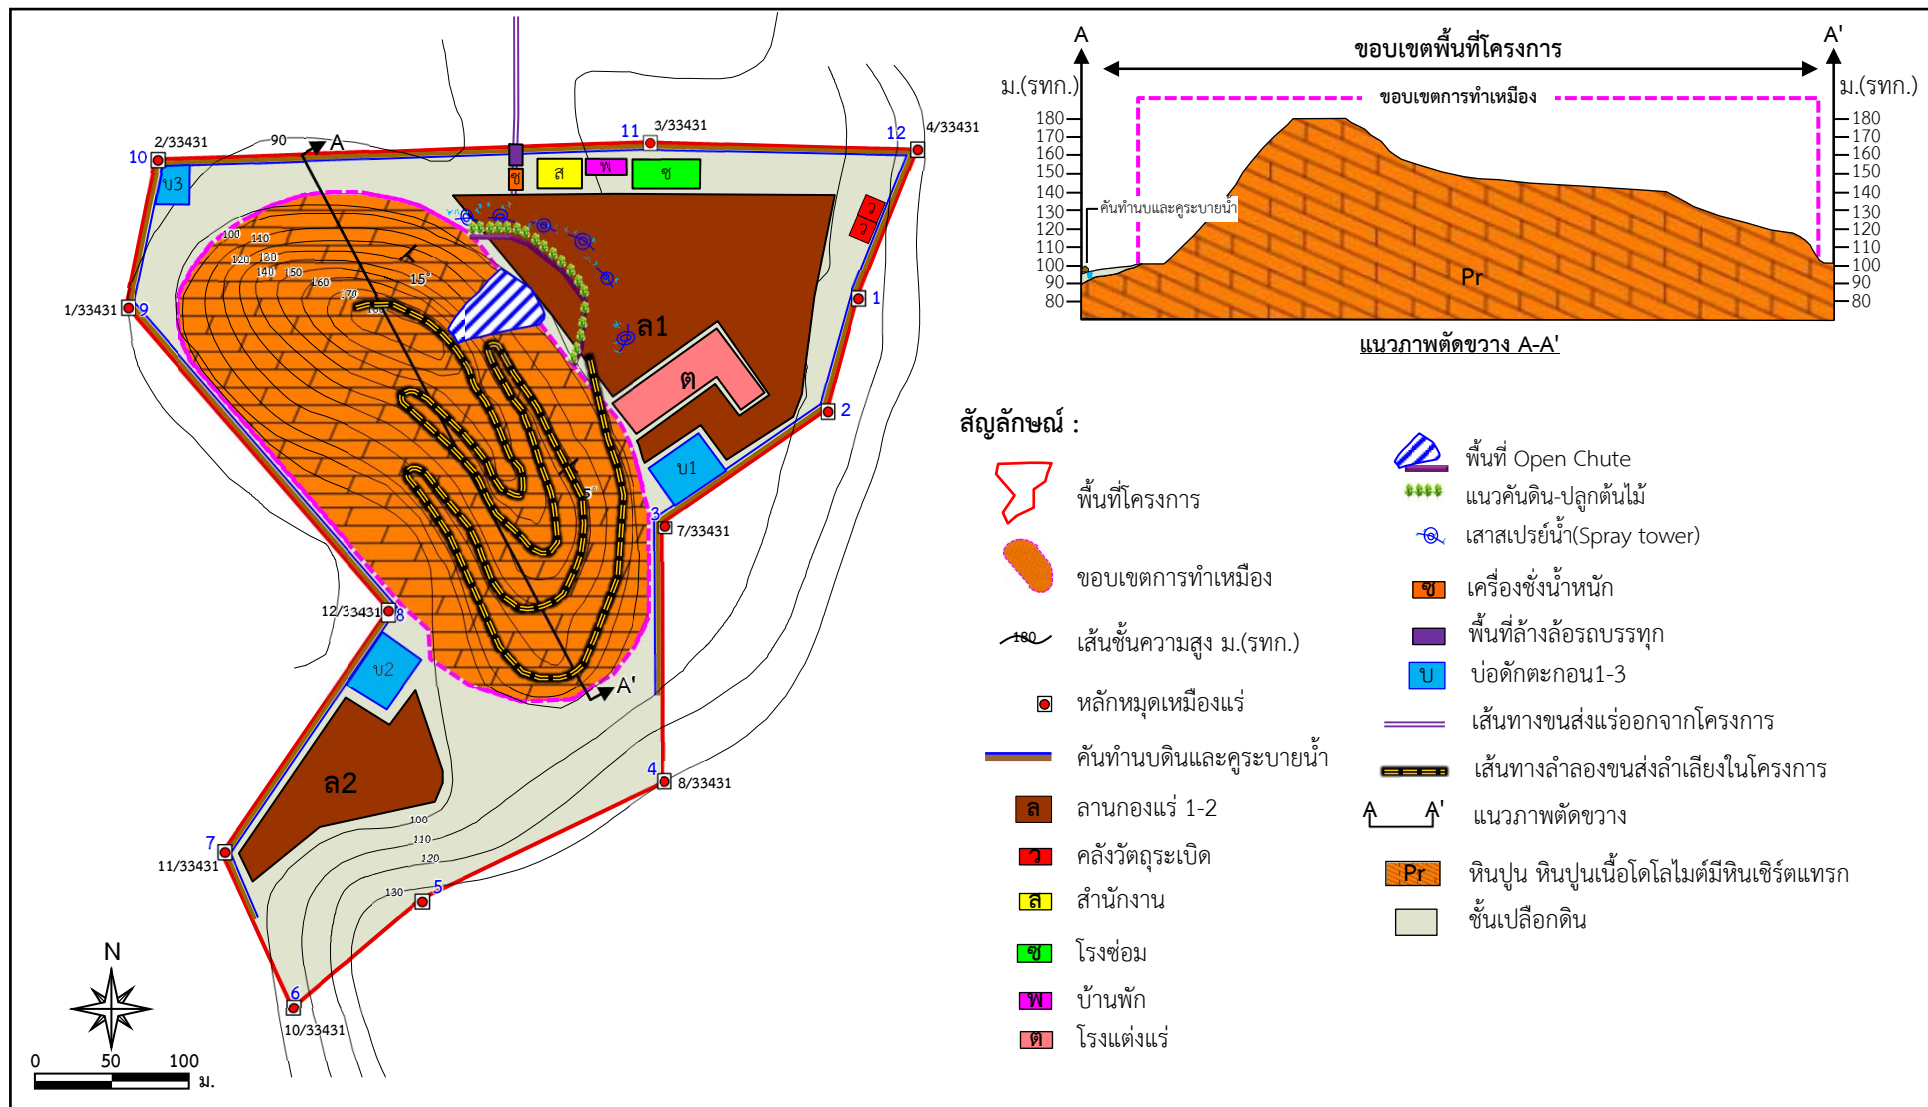 A
A'
ขอบเขตพื้นที่โครงการ
ม.(รทก.)
ม.(รทก.)
ขอบเขตการทำเหมือง
180
170
160
150
140
130
120
110
100
90
80
180
170
160
150
140
130
120
110
100
90
80
คันทำนบและคูระบายน้ำ
Pr
แนวภาพตัดขวาง A-A'
2/33431
10
90
A
11
3/33431
12
4/33431
บ3
ซ
ส
พ
ซ
ว
ว
1/33431
9
100
110
120
130
140
150
160
170
180
15°
ล1
1
ต
2
บ1
5°
3
7/33431
12/33431
8
บ2
A'
ล2
4
8/33431
7
11/33431
100
110
120
130
5
6
10/33431
N
0 50 100
ม.
สัญลักษณ์ :
พื้นที่โครงการ
ขอบเขตการทำเหมือง
180 เส้นชั้นความสูง ม.(รทก.)
หลักหมุดเหมืองแร่
คันทำนบดินและคูระบายน้ำ
ล ลานกองแร่ 1-2
ว คลังวัตถุระเบิด
ส สำนักงาน
ซ โรงซ่อม
พ บ้านพัก
ต โรงแต่งแร่
พื้นที่ Open Chute
แนวคันดิน-ปลูกต้นไม้
เสาสเปรย์น้ำ(Spray tower)
ช เครื่องชั่งน้ำหนัก
พื้นที่ล้างล้อรถบรรทุก
บ บ่อดักตะกอน1-3
เส้นทางขนส่งแร่ออกจากโครงการ
เส้นทางลำลองขนส่งลำเลียงในโครงการ
A A' แนวภาพตัดขวาง
Pr หินปูน หินปูนเนื้อโดโลไมต์มีหินเชิร์ตแทรก
ชั้นเปลือกดิน